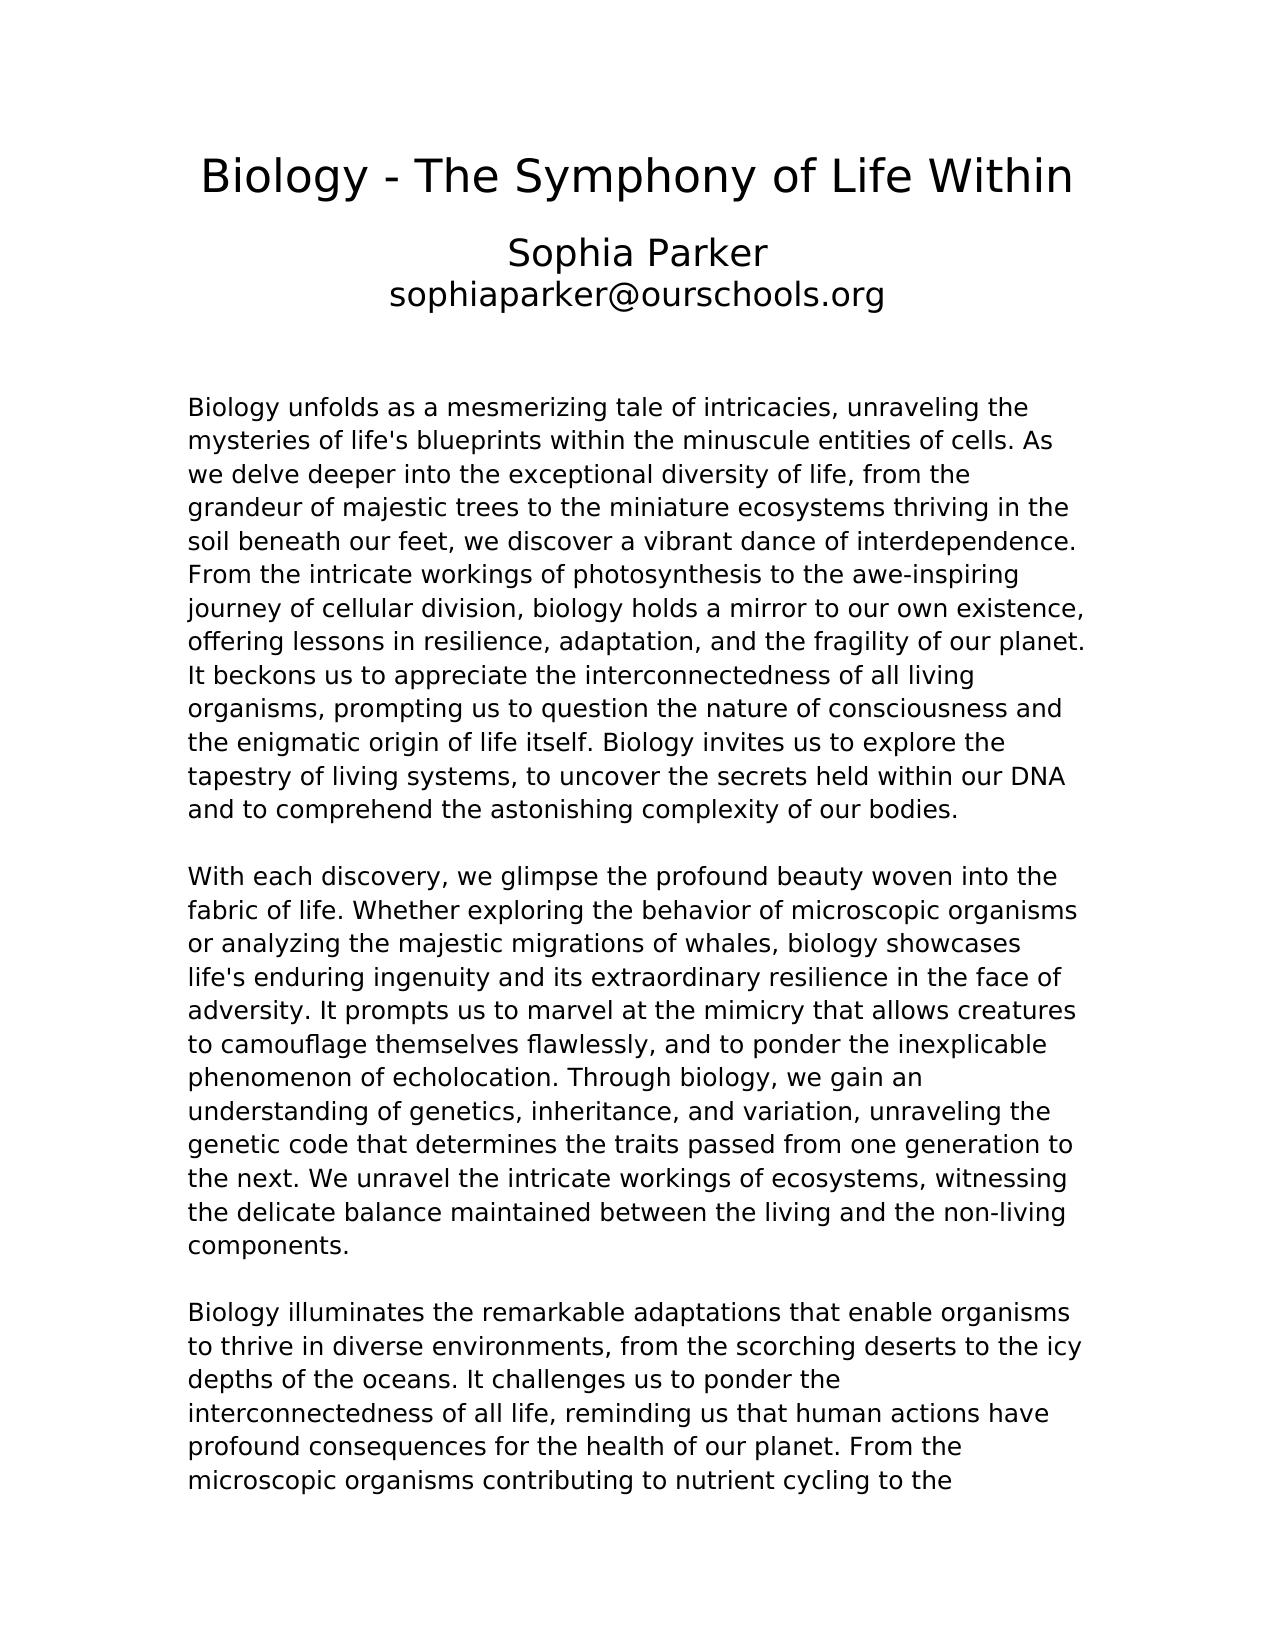 Biology - The Symphony of Life Within
Sophia Parker
sophiaparker@ourschools.org
Biology unfolds as a mesmerizing tale of intricacies, unraveling the
mysteries of life's blueprints within the minuscule entities of cells. As
we delve deeper into the exceptional diversity of life, from the
grandeur of majestic trees to the miniature ecosystems thriving in the
soil beneath our feet, we discover a vibrant dance of interdependence.
From the intricate workings of photosynthesis to the awe-inspiring
journey of cellular division, biology holds a mirror to our own existence,
offering lessons in resilience, adaptation, and the fragility of our planet.
It beckons us to appreciate the interconnectedness of all living
organisms, prompting us to question the nature of consciousness and
the enigmatic origin of life itself. Biology invites us to explore the
tapestry of living systems, to uncover the secrets held within our DNA
and to comprehend the astonishing complexity of our bodies.
With each discovery, we glimpse the profound beauty woven into the
fabric of life. Whether exploring the behavior of microscopic organisms
or analyzing the majestic migrations of whales, biology showcases
life's enduring ingenuity and its extraordinary resilience in the face of
adversity. It prompts us to marvel at the mimicry that allows creatures
to camouflage themselves flawlessly, and to ponder the inexplicable
phenomenon of echolocation. Through biology, we gain an
understanding of genetics, inheritance, and variation, unraveling the
genetic code that determines the traits passed from one generation to
the next. We unravel the intricate workings of ecosystems, witnessing
the delicate balance maintained between the living and the non-living
components.
Biology illuminates the remarkable adaptations that enable organisms
to thrive in diverse environments, from the scorching deserts to the icy
depths of the oceans. It challenges us to ponder the
interconnectedness of all life, reminding us that human actions have
profound consequences for the health of our planet. From the
microscopic organisms contributing to nutrient cycling to the